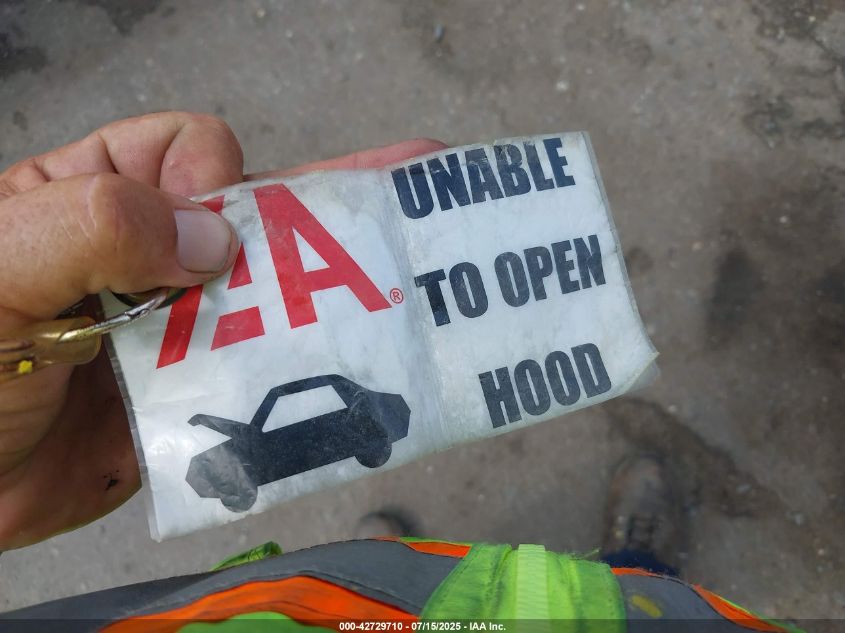 IAA®
UNABLE
TO OPEN
HOOD
000-42729710 - 07/15/2025 - IAA Inc.